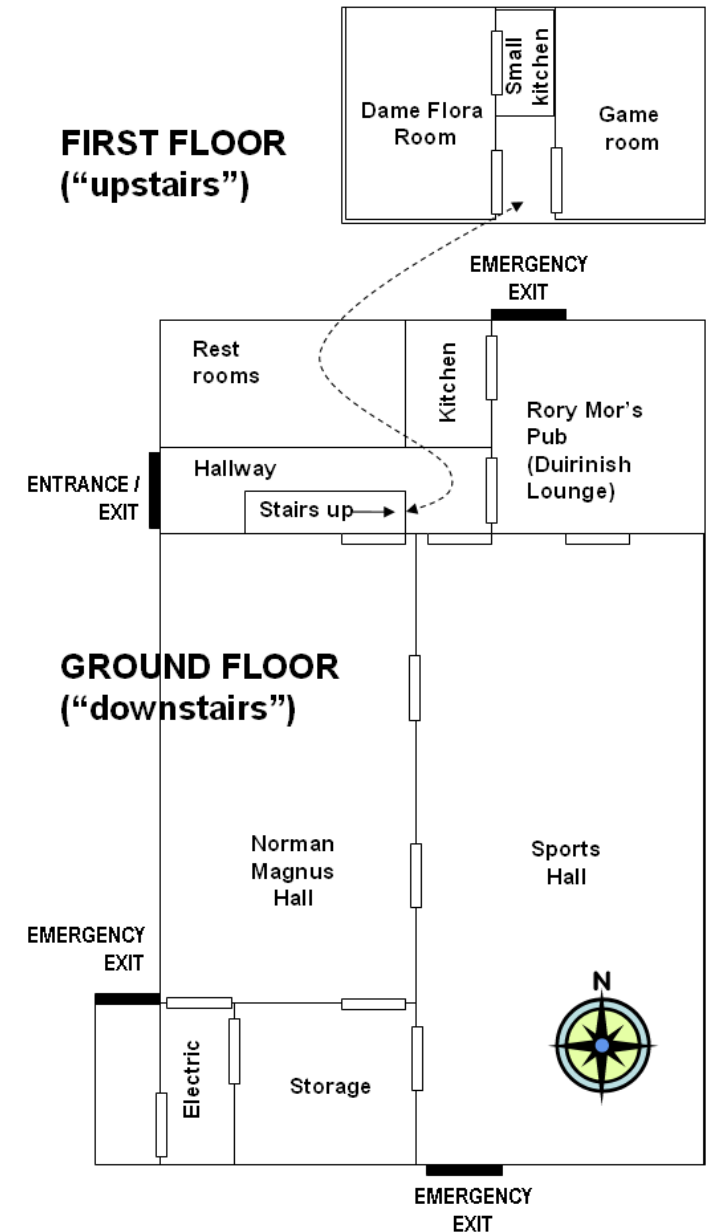 Small
kitchen
Dame Flora
Room
Game
room
FIRST FLOOR
(“upstairs”)
EMERGENCY
EXIT
Rest
rooms
Kitchen
Rory Mor’s
Pub
(Duirinish
Lounge)
Hallway
ENTRANCE /
EXIT
Stairs up
GROUND FLOOR
(“downstairs”)
Norman
Magnus
Hall
Sports
Hall
EMERGENCY
EXIT
N
Electric
Storage
EMERGENCY
EXIT